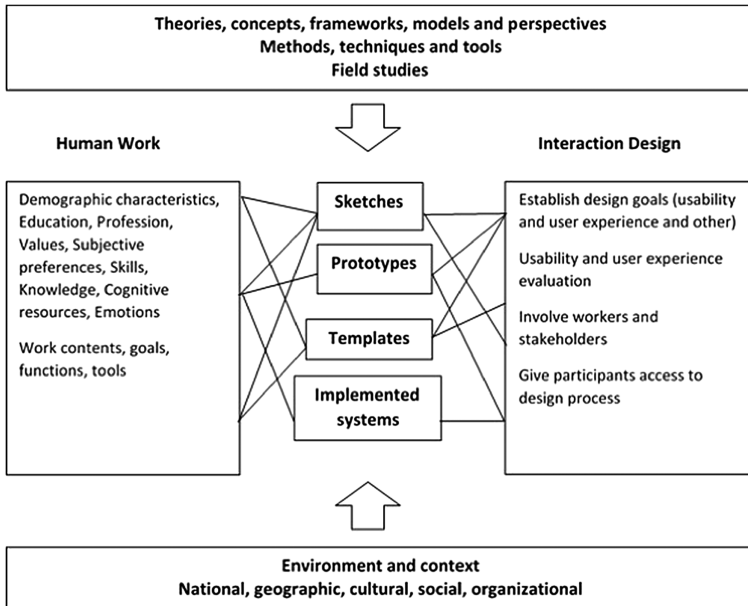 Theories, concepts, frameworks, models and perspectives
Methods, techniques and tools
Field studies
Human Work
Interaction Design
Demographic characteristics,
Education, Profession,
Values, Subjective
preferences, Skills,
Knowledge, Cognitive
resources, Emotions
Work contents, goals,
functions, tools
Sketches
Prototypes
Templates
Implemented
systems
Establish design goals (usability
and user experience and other)
Usability and user experience
evaluation
Involve workers and
stakeholders
Give participants access to
design process
Environment and context
National, geographic, cultural, social, organizational